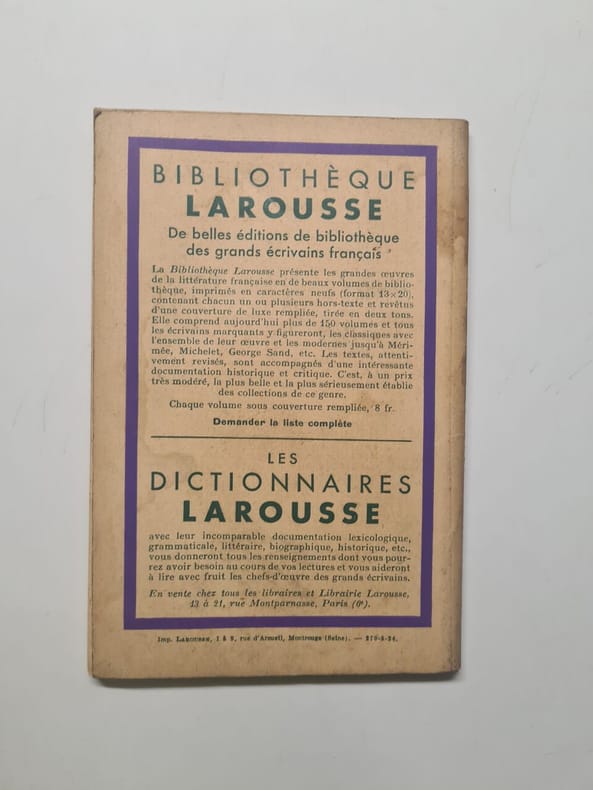 BIBLIOTHÈQUE
LAROUSSE
De belles éditions de bibliothèque
des grands écrivains français
La Bibliothèque Larousse présente les grandes œuvres
de la littérature française en de beaux volumes de biblio-
thèque, imprimés en caractères neufs (format 13×20),
contenant chacun un ou plusieurs hors-texte et revêtus
d'une couverture de luxe rempliée, tirée en deux tons.
Elle comprend aujourd'hui plus de 150 volumes et tous
les écrivains marquants y figureront, les classiques avec
l'ensemble de leur œuvre et les modernes jusqu'à Méri-
mée, Michelet, George Sand, etc. Les textes, attenti-
vement revisés, sont accompagnés d'une intéressante
documentation historique et critique. C'est, à un prix
très modéré, la plus belle et la plus sérieusement établie
des collections de ce genre.
Chaque volume sous couverture rempliée, 8 fr.
Demander la liste complète
LES
DICTIONNAIRES
LAROUSSE
avec leur incomparable documentation lexicologique,
grammaticale, littéraire, biographique, historique, etc.,
vous donneront tous les renseignements dont vous pour-
rez avoir besoin au cours de vos lectures et vous aideront
à lire avec fruit les chefs-d'œuvre des grands écrivains.
En vente chez tous les libraires et Librairie Larousse,
13 à 21, rue Montparnasse, Paris (6e).
Imp. LAROUSSE, 1 à 9, rue d'Arcueil, Montrouge (Seine). —